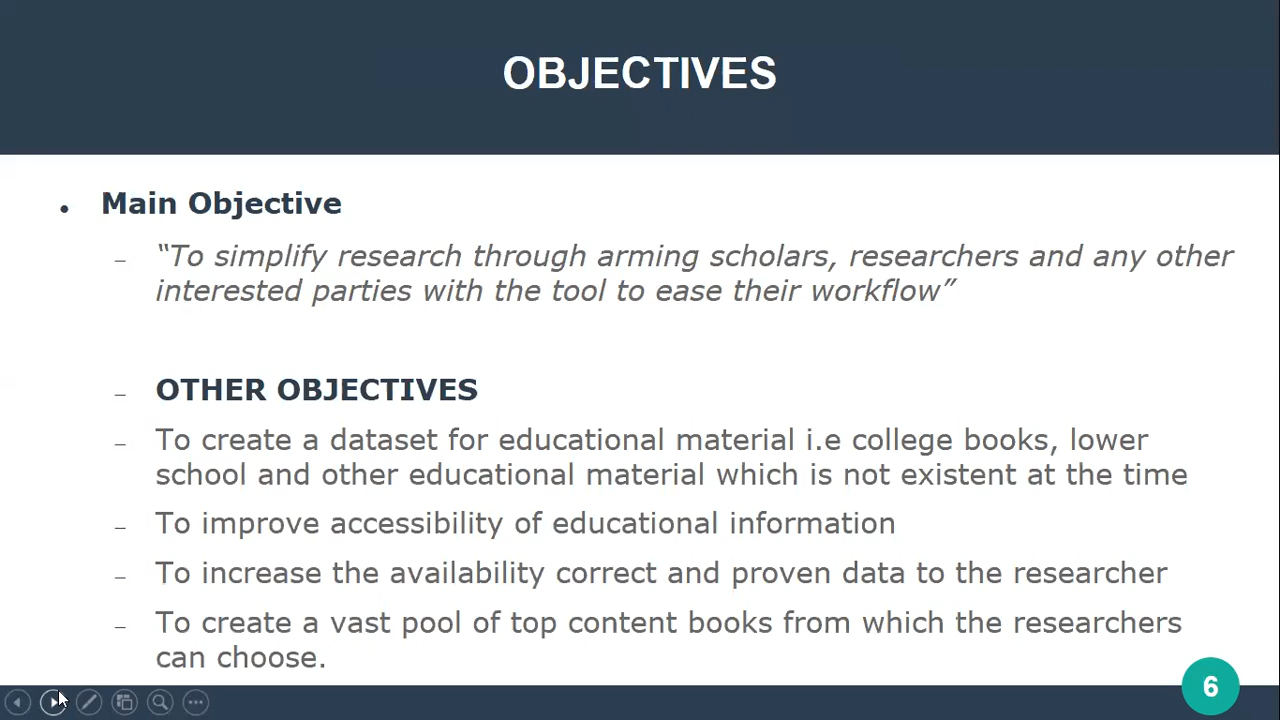 OBJECTIVES
• Main Objective
– “To simplify research through arming scholars, researchers and any other
interested parties with the tool to ease their workflow”
– OTHER OBJECTIVES
– To create a dataset for educational material i.e college books, lower
school and other educational material which is not existent at the time
– To improve accessibility of educational information
– To increase the availability correct and proven data to the researcher
– To create a vast pool of top content books from which the researchers
can choose.
6